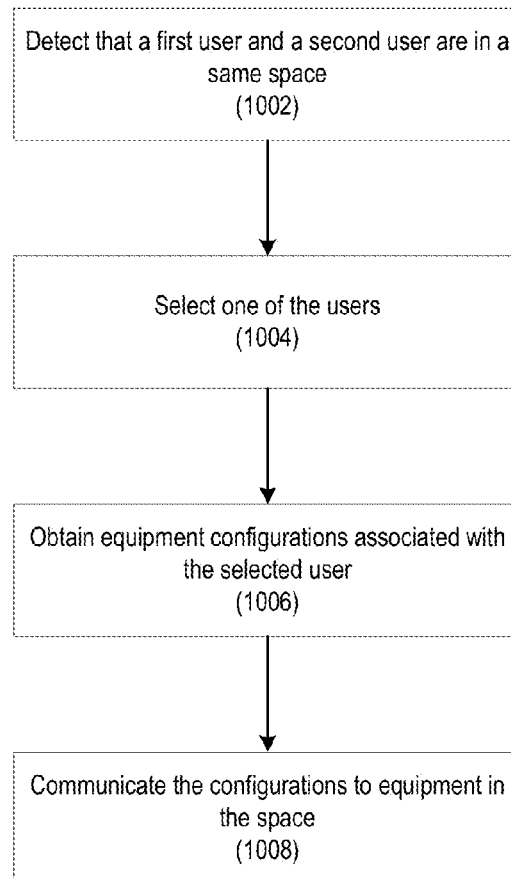 Detect that a first user and a second user are in a
same space
(1002)
Select one of the users
(1004)
Obtain equipment configurations associated with
the selected user
(1006)
Communicate the configurations to equipment in
the space
(1008)